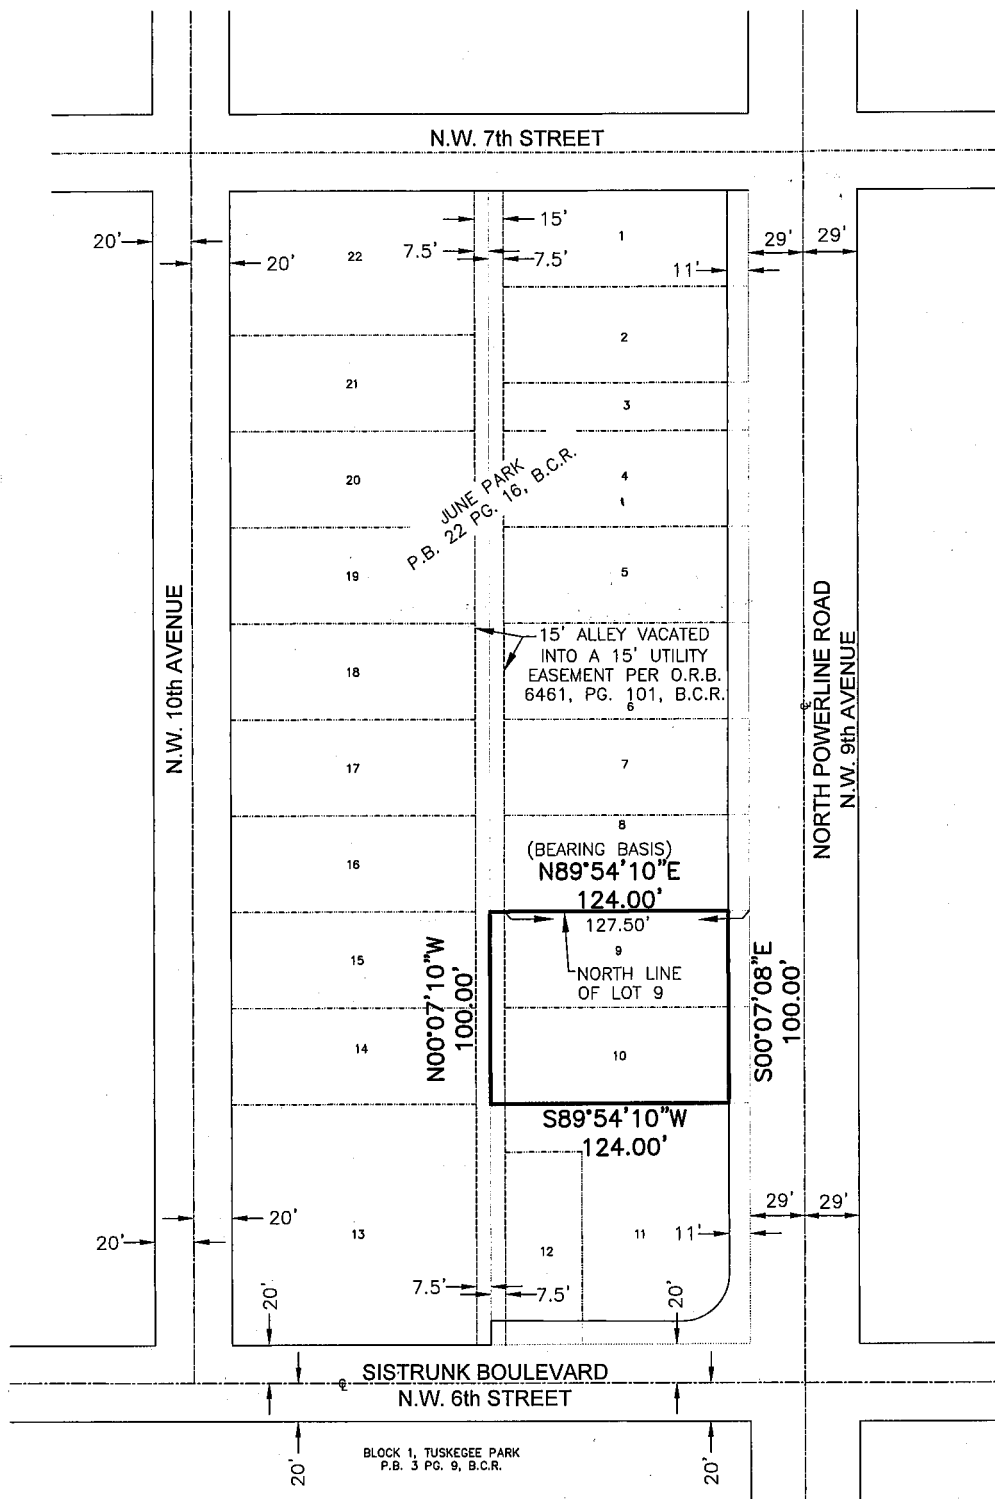 N.W. 7th STREET
15'
20'
7.5'
7.5'
1
29'
29'
20'
22
11'
2
21
3
20
4
JUNE PARK
P.B. 22 PG. 16, B.C.R.
19
5
N.W. 10th AVENUE
15' ALLEY VACATED
INTO A 15' UTILITY
EASEMENT PER O.R.B.
6461, PG. 101, B.C.R.
6
18
NORTH POWERLINE ROAD
N.W. 9th AVENUE
℄
17
7
8
(BEARING BASIS)
N89°54'10"E
124.00'
16
127.50'
9
NORTH LINE
OF LOT 9
15
N00°07'10"W
100.00'
S00°07'08"E
100.00'
14
10
S89°54'10"W
124.00'
29'
29'
20'
20'
13
12
11
11'
7.5'
7.5'
20'
20'
SISTRUNK BOULEVARD
℄
N.W. 6th STREET
BLOCK 1, TUSKEGEE PARK
P.B. 3 PG. 9, B.C.R.
20'
20'